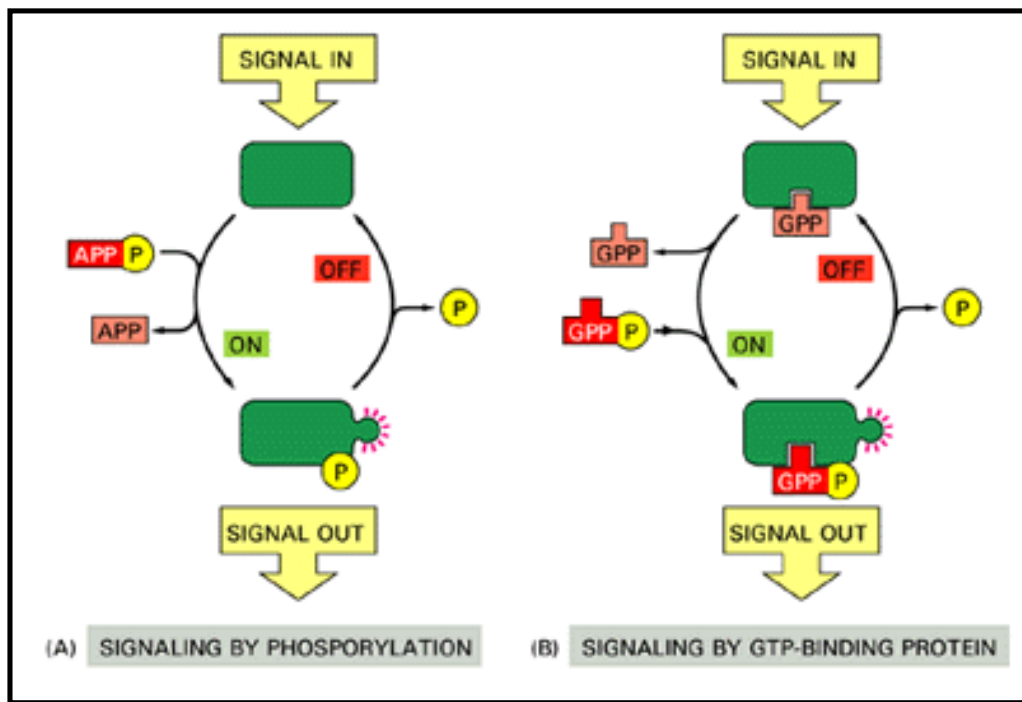 SIGNAL IN
APP P
APP
ON
OFF
P
P
SIGNAL OUT
(A) SIGNALING BY PHOSPORYLATION
SIGNAL IN
GPP
GPP
GPP P
ON
OFF
P
GPP P
SIGNAL OUT
(B) SIGNALING BY GTP-BINDING PROTEIN